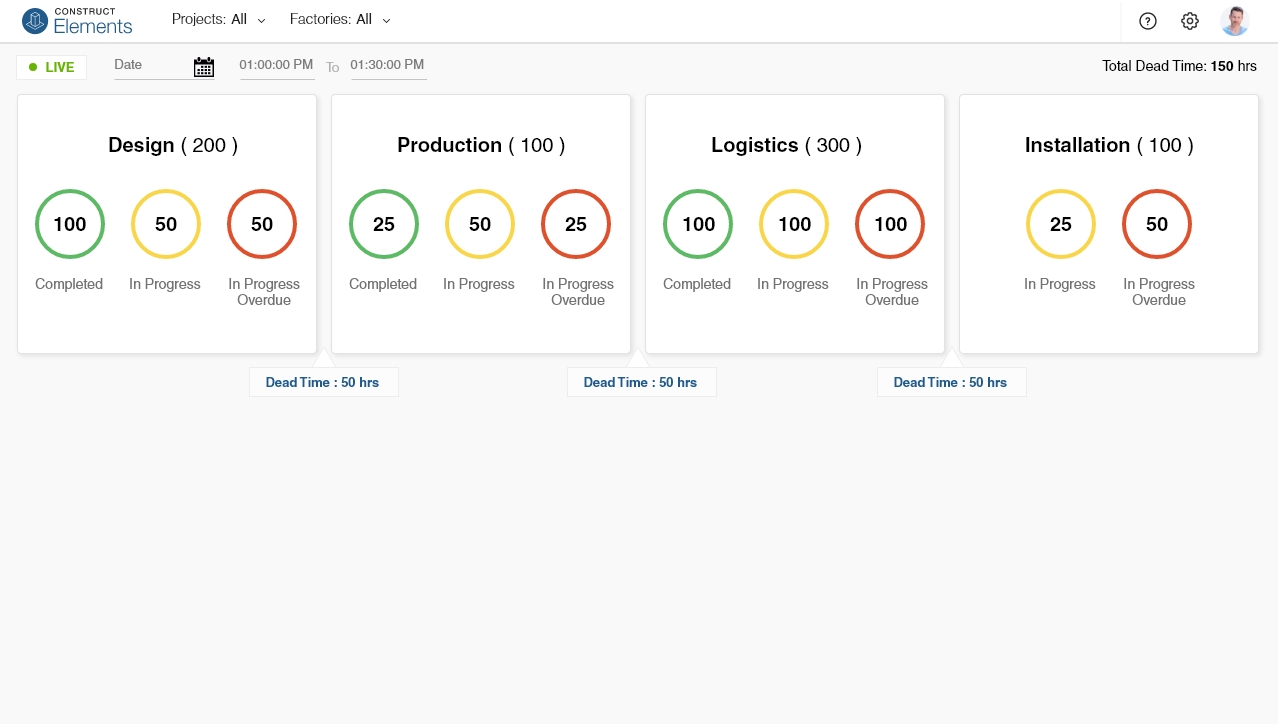 CONSTRUCT
Elements
Projects: All
Factories: All
?
LIVE
Date
01:00:00 PM
To
01:30:00 PM
Total Dead Time: 150 hrs
Design ( 200 )
100
50
50
Completed
In Progress
In Progress
Overdue
Production ( 100 )
25
50
25
Completed
In Progress
In Progress
Overdue
Logistics ( 300 )
100
100
100
Completed
In Progress
In Progress
Overdue
Installation ( 100 )
25
50
In Progress
In Progress
Overdue
Dead Time : 50 hrs
Dead Time : 50 hrs
Dead Time : 50 hrs